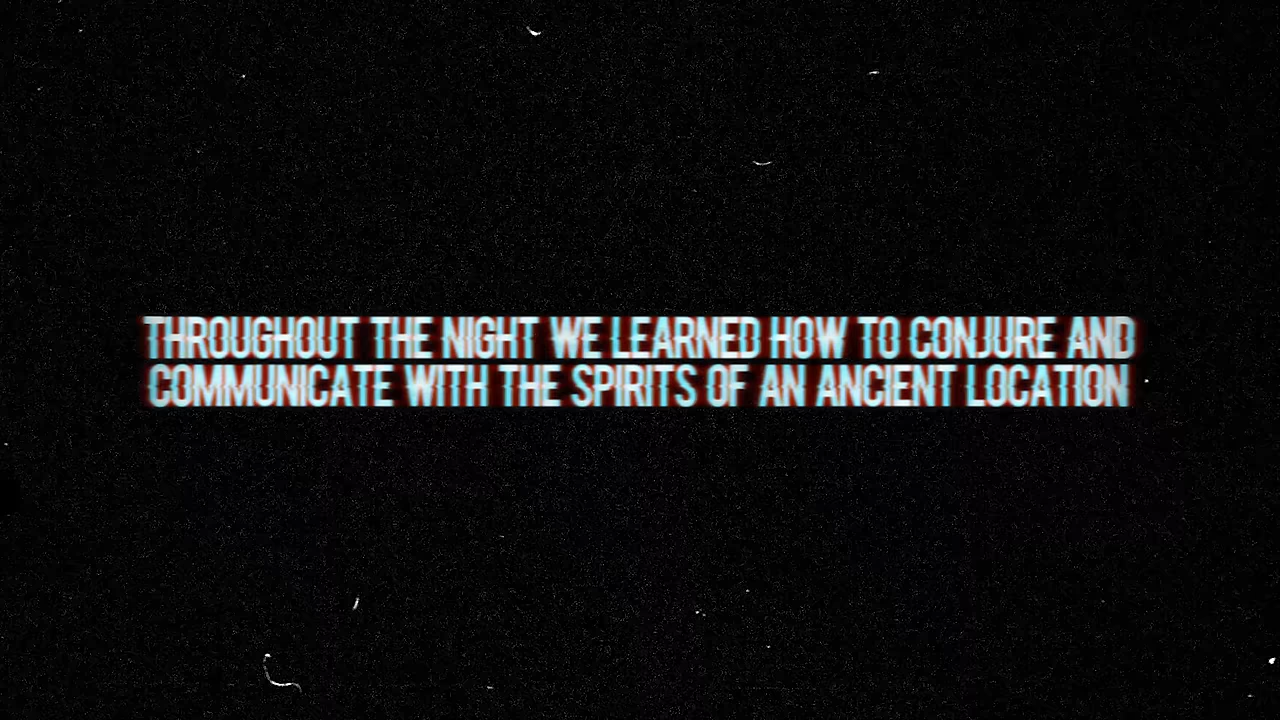 THROUGHOUT THE NIGHT WE LEARNED HOW TO CONJURE AND
COMMUNICATE WITH THE SPIRITS OF AN ANCIENT LOCATION